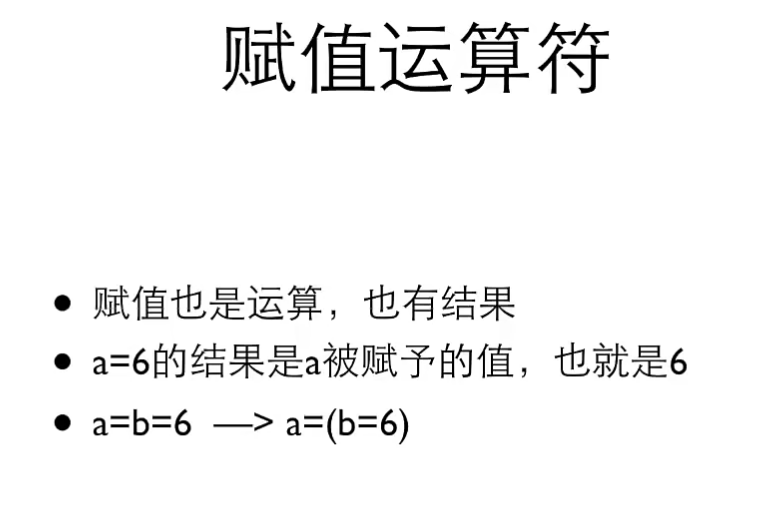 赋值运算符
• 赋值也是运算，也有结果
• a=6的结果是a被赋予的值，也就是6
• a=b=6 —> a=(b=6)